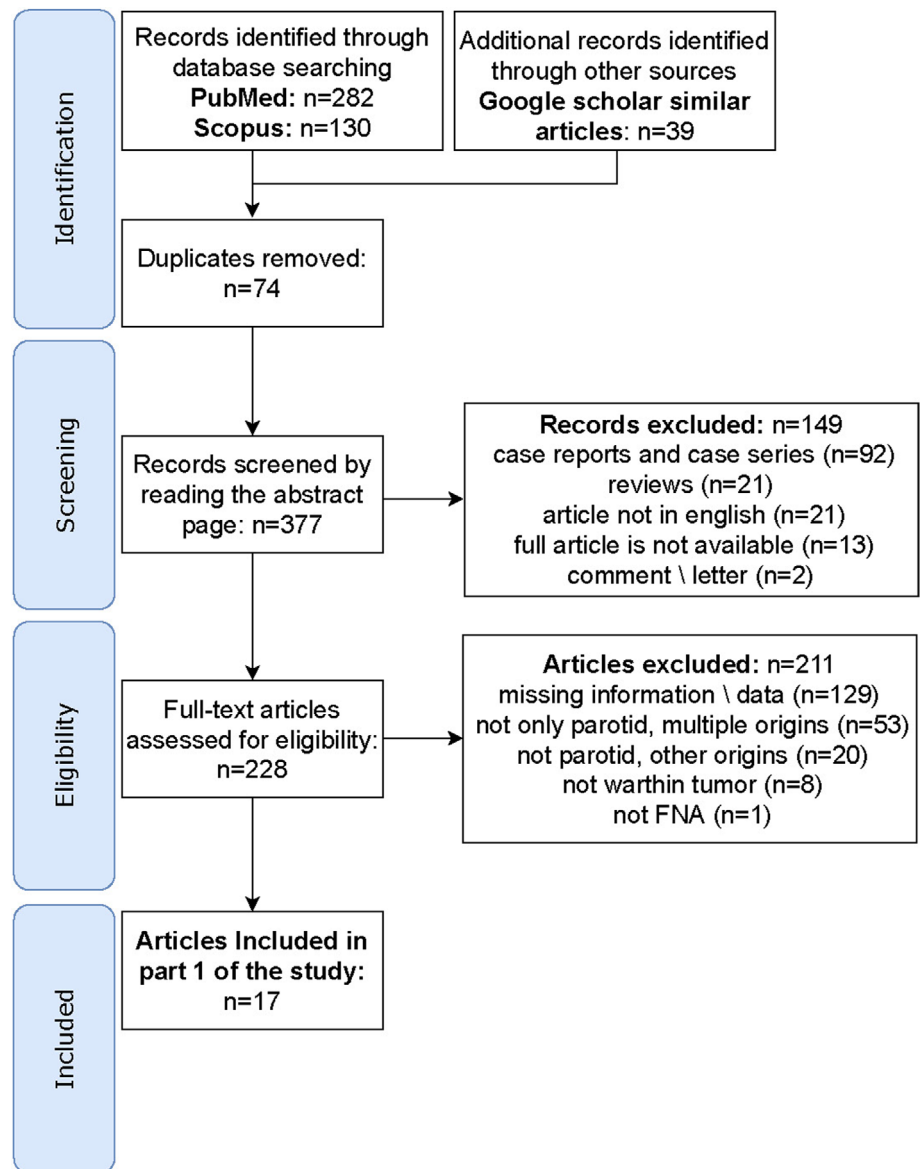 Identification
Records identified through
database searching
PubMed: n=282
Scopus: n=130
Additional records identified
through other sources
Google scholar similar
articles: n=39
Duplicates removed:
n=74
Screening
Records screened by
reading the abstract
page: n=377
Records excluded: n=149
case reports and case series (n=92)
reviews (n=21)
article not in english (n=21)
full article is not available (n=13)
comment \ letter (n=2)
Eligibility
Full-text articles
assessed for eligibility:
n=228
Articles excluded: n=211
missing information \ data (n=129)
not only parotid, multiple origins (n=53)
not parotid, other origins (n=20)
not warthin tumor (n=8)
not FNA (n=1)
Included
Articles Included in
part 1 of the study:
n=17